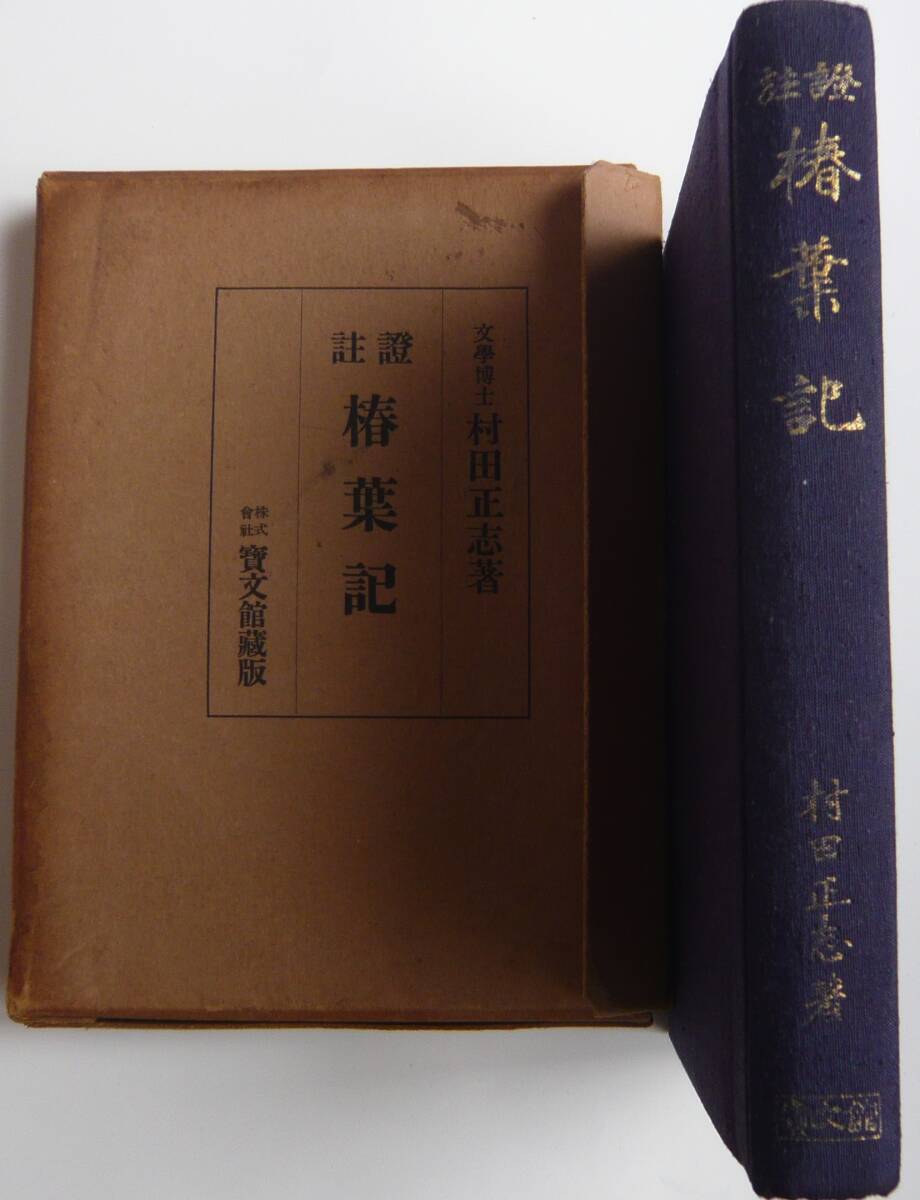 文學博士 村田正志著
證註
椿葉記
株式會社 寶文館藏版
證註
椿葉記
村田正志著
寶文館